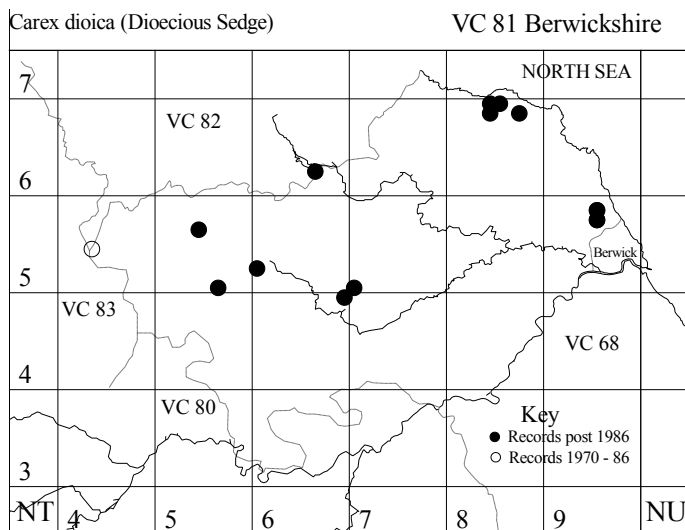 Carex dioica (Dioecious Sedge)
VC 81 Berwickshire
NORTH SEA
7
VC 82
6
Berwick
5
VC 83
VC 68
4
VC 80
Key
Records post 1986
Records 1970 - 86
3
NT 4 5 6 7 8 9 NU